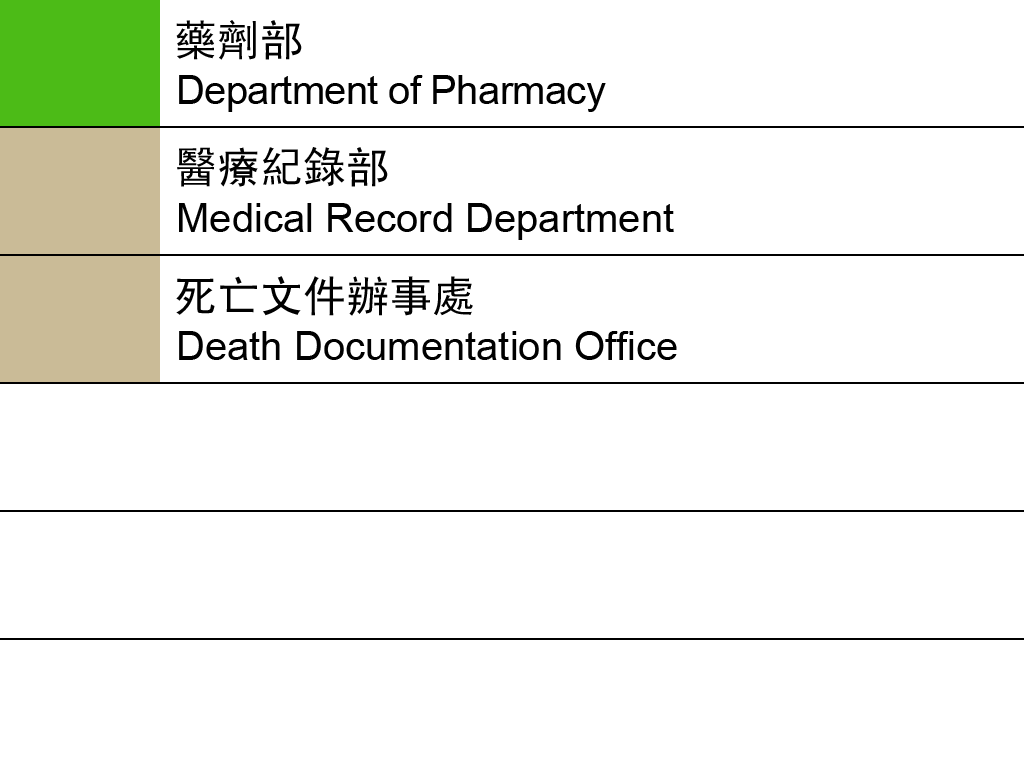 藥劑部
Department of Pharmacy
醫療紀錄部
Medical Record Department
死亡文件辦事處
Death Documentation Office